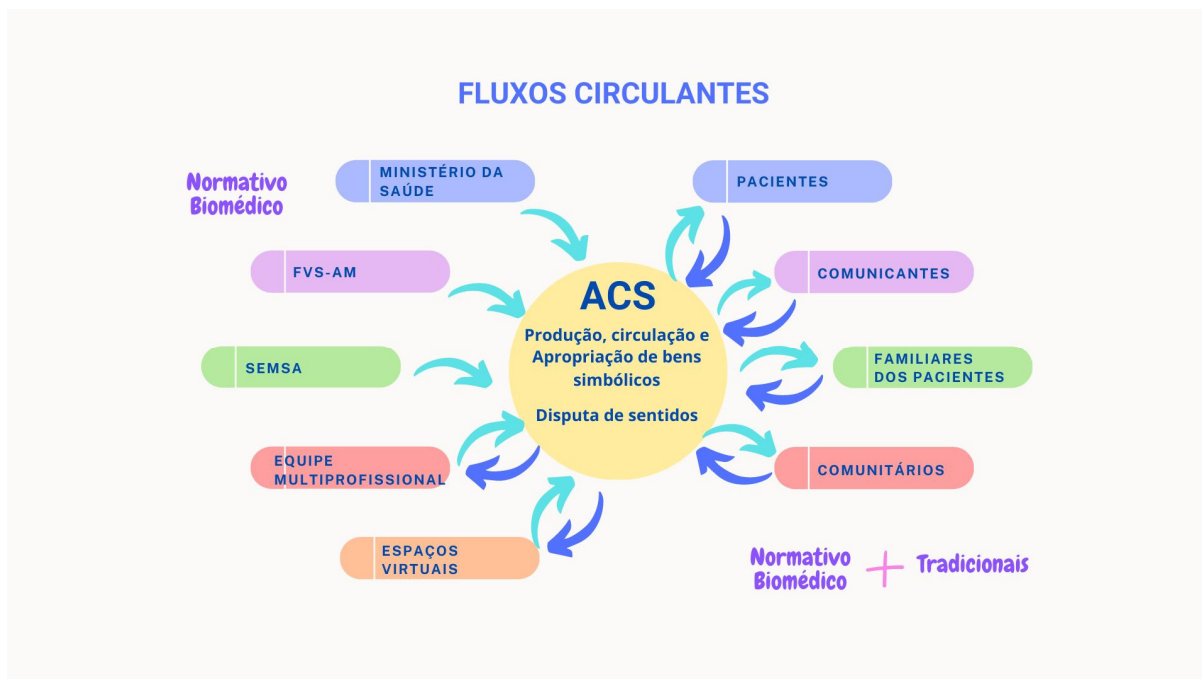 FLUXOS CIRCULANTES
Normativo
Biomédico
MINISTÉRIO DA
SAÚDE
FVS-AM
SEMSA
EQUIPE
MULTIPROFISSIONAL
ESPAÇOS
VIRTUAIS
ACS
Produção, circulação e
Apropriação de bens
simbólicos
Disputa de sentidos
PACIENTES
COMUNICANTES
FAMILIARES
DOS PACIENTES
COMUNITÁRIOS
Normativo
Biomédico
+
Tradicionais